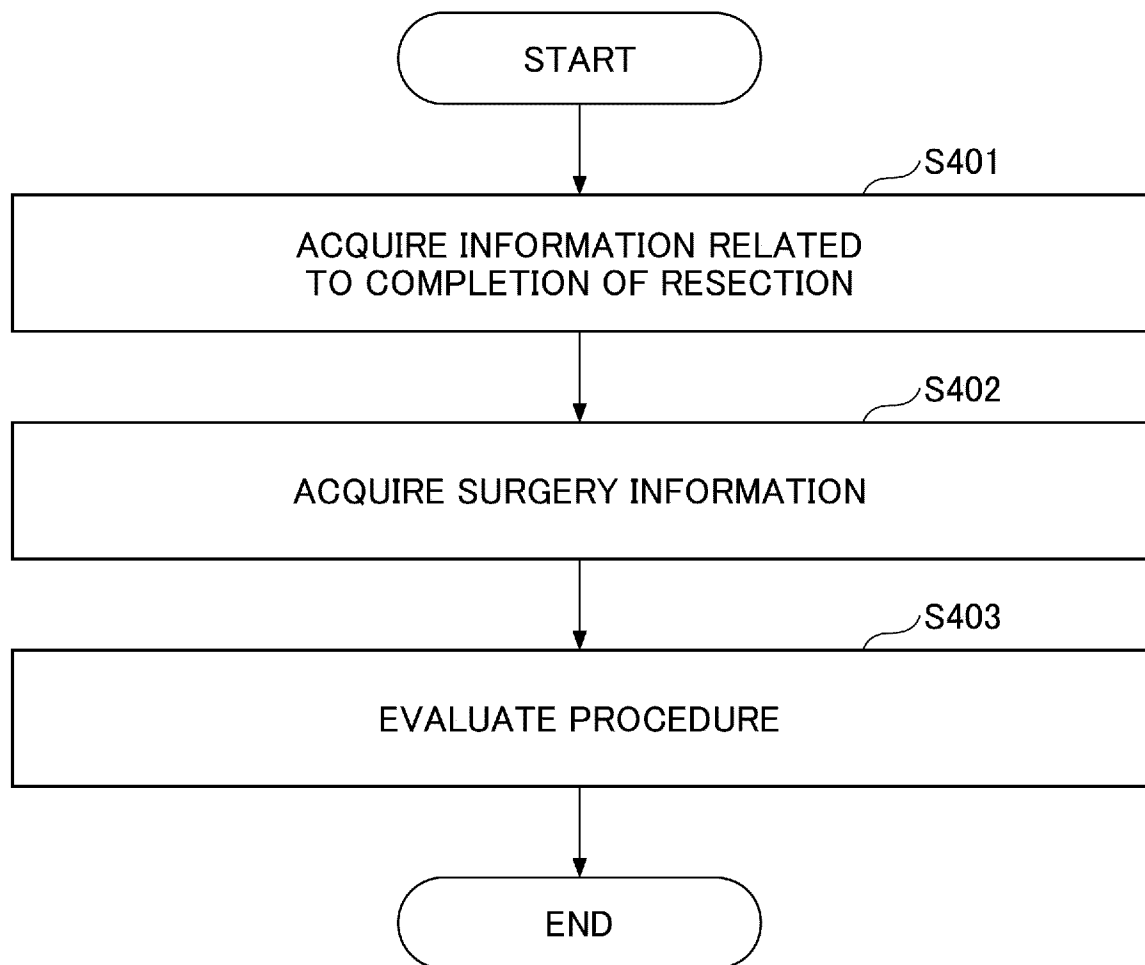 START
S401
ACQUIRE INFORMATION RELATED
TO COMPLETION OF RESECTION
S402
ACQUIRE SURGERY INFORMATION
S403
EVALUATE PROCEDURE
END